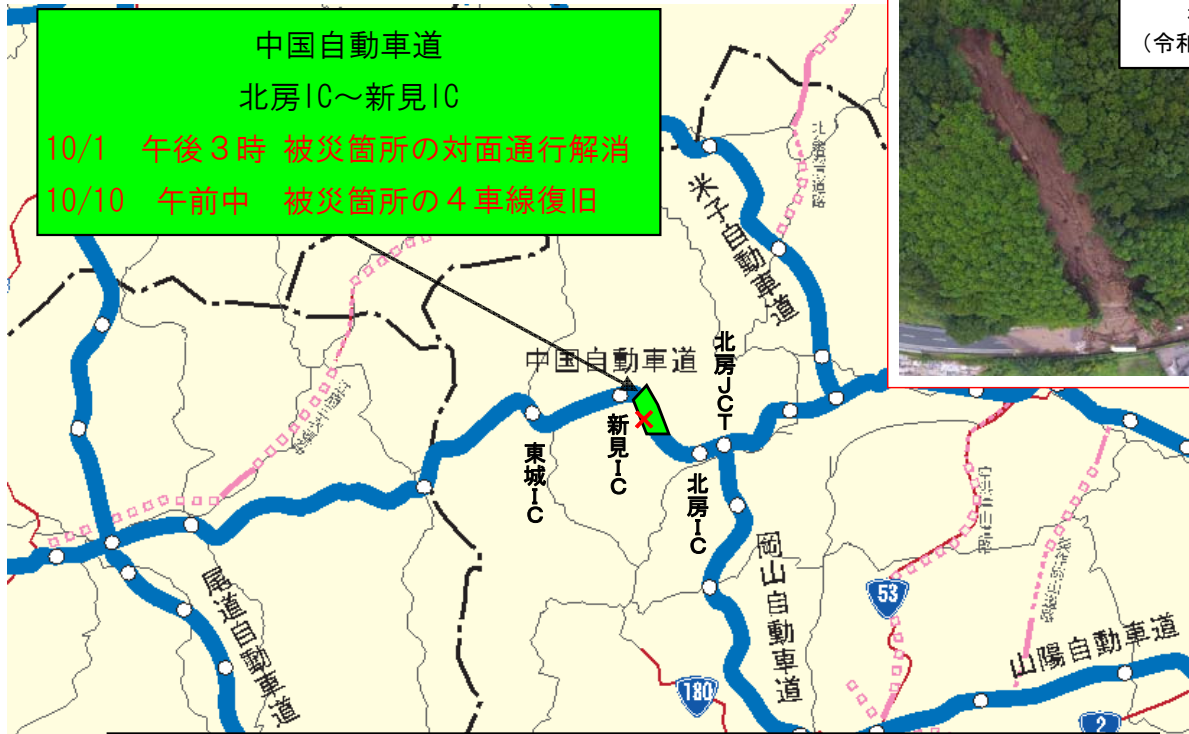 中国自動車道
北房IC～新見IC
10/1　午後３時 被災箇所の対面通行解消
10/10　午前中　被災箇所の４車線復旧
（令和
米子自動車道
中国自動車道
北房JCT
新見IC
東城IC
北房IC
岡山自動車道
尾道自動車道
53
山陽自動車道
180
2